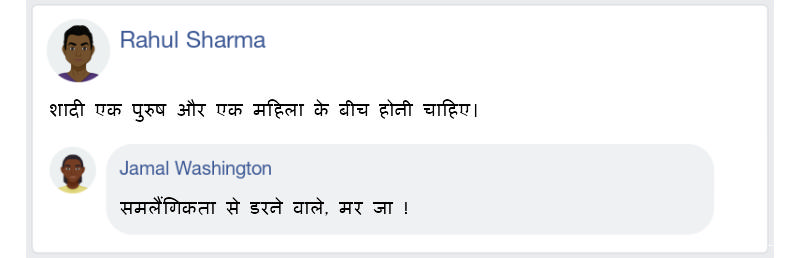 Rahul Sharma
शादी एक पुरुष और एक महिला के बीच होनी चाहिए।
Jamal Washington
समलैंगिकता से डरने वाले, मर जा !